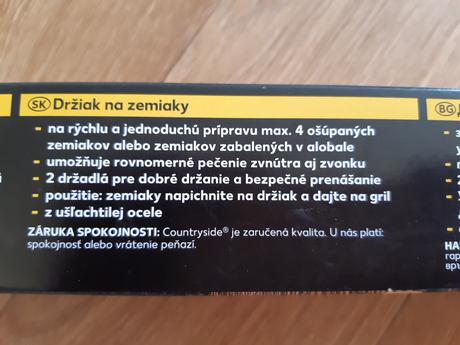 SK Držiak na zemiaky
- na rýchlu a jednoduchú prípravu max. 4 ošúpaných
zemiakov alebo zemiakov zabalených v alobale
- umožňuje rovnomerné pečenie zvnútra aj zvonku
- 2 držadlá pre dobré držanie a bezpečné prenášanie
- použitie: zemiaky napichnite na držiak a dajte na gril
- z ušľachtilej ocele
ZÁRUKA SPOKOJNOSTI: Countryside® je zaručená kvalita. U nás platí:
spokojnosť alebo vrátenie peňazí.
BG